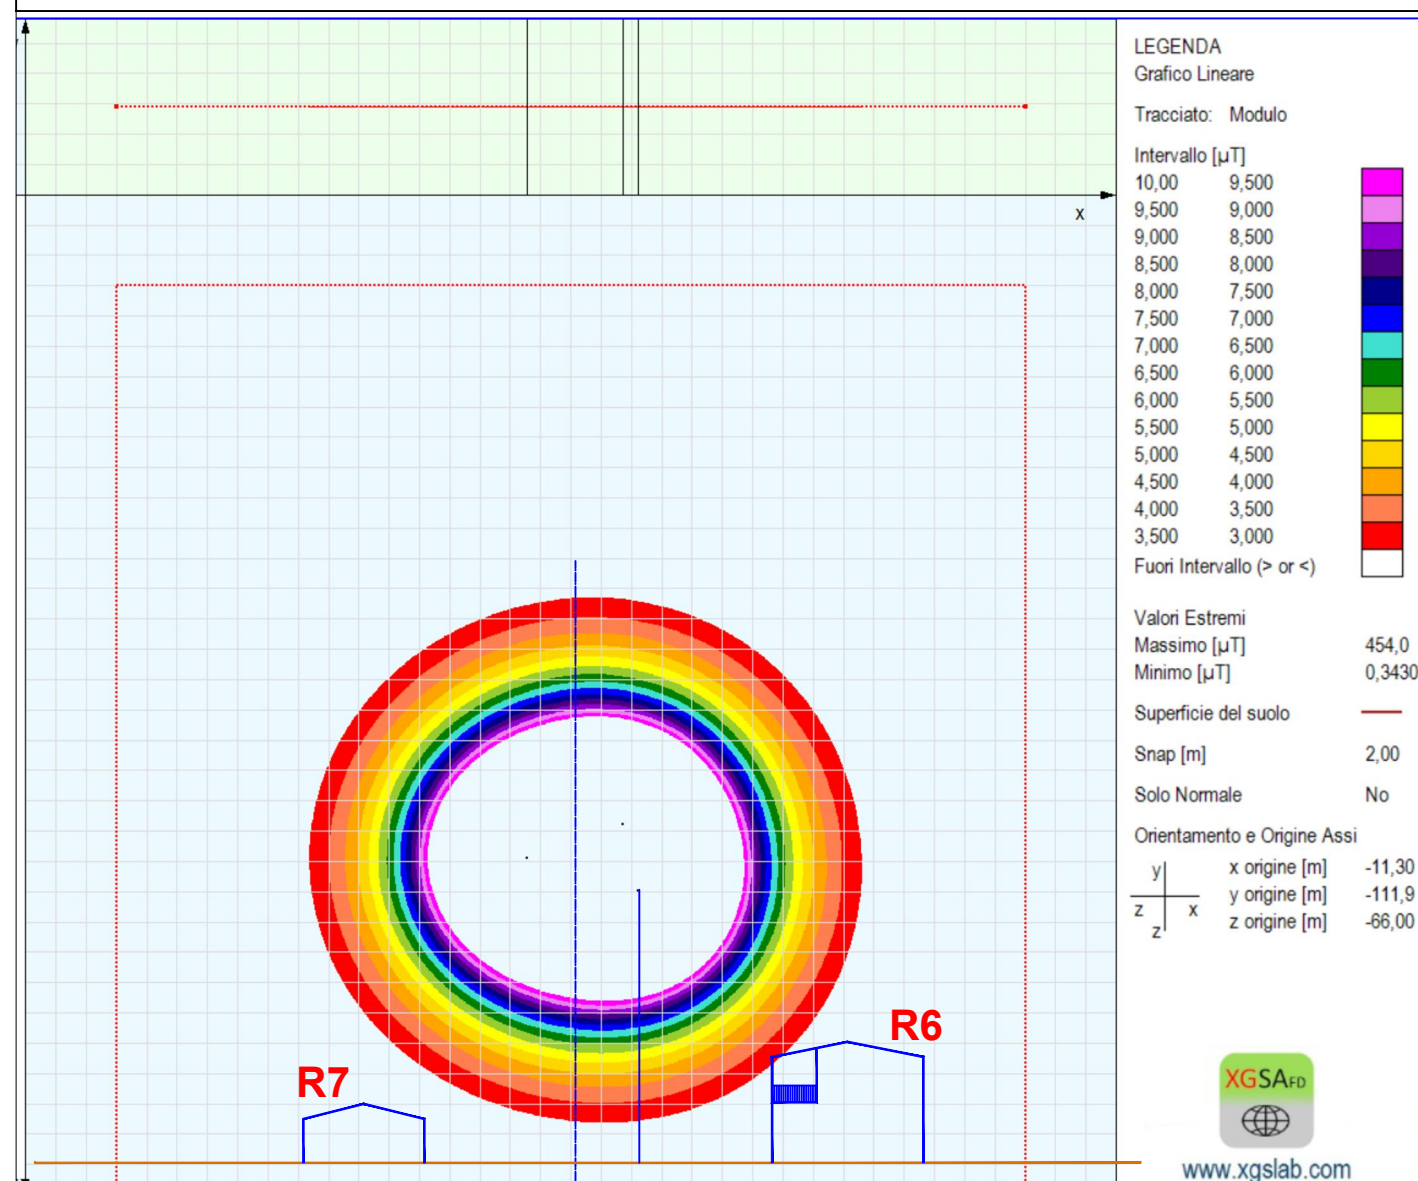 X
R6
R7
LEGENDA
Grafico Lineare
Tracciato: Modulo
Intervallo [µT]
10,00 9,500
9,500 9,000
9,000 8,500
8,500 8,000
8,000 7,500
7,500 7,000
7,000 6,500
6,500 6,000
6,000 5,500
5,500 5,000
5,000 4,500
4,500 4,000
4,000 3,500
3,500 3,000
Fuori Intervallo (> or <)
Valori Estremi
Massimo [µT] 454,0
Minimo [µT] 0,3430
Superficie del suolo
Snap [m] 2,00
Solo Normale No
Orientamento e Origine Assi
y x origine [m] -11,30
z x y origine [m] -111,9
z z origine [m] -66,00
XGSAFD
www.xgslab.com